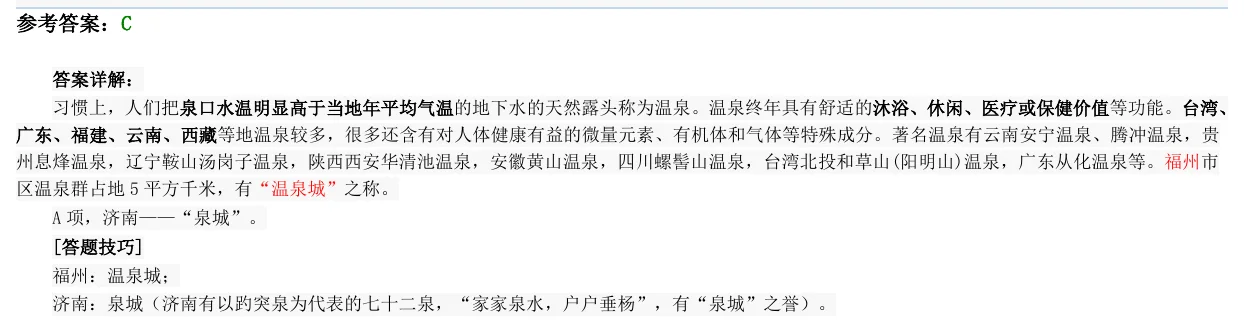 参考答案：C
答案详解：
习惯上，人们把泉口水温明显高于当地年平均气温的地下水的天然露头称为温泉。温泉终年具有舒适的沐浴、休闲、医疗或保健价值等功能。台湾、
广东、福建、云南、西藏等地温泉较多，很多还含有对人体健康有益的微量元素、有机体和气体等特殊成分。著名温泉有云南安宁温泉、腾冲温泉，贵
州息烽温泉，辽宁鞍山汤岗子温泉，陕西西安华清池温泉，安徽黄山温泉，四川螺髻山温泉，台湾北投和草山(阳明山)温泉，广东从化温泉等。福州市
区温泉群占地 5 平方千米，有“温泉城”之称。
A 项，济南——“泉城”。
[答题技巧]
福州：温泉城；
济南：泉城（济南有以趵突泉为代表的七十二泉，“家家泉水，户户垂杨”，有“泉城”之誉）。